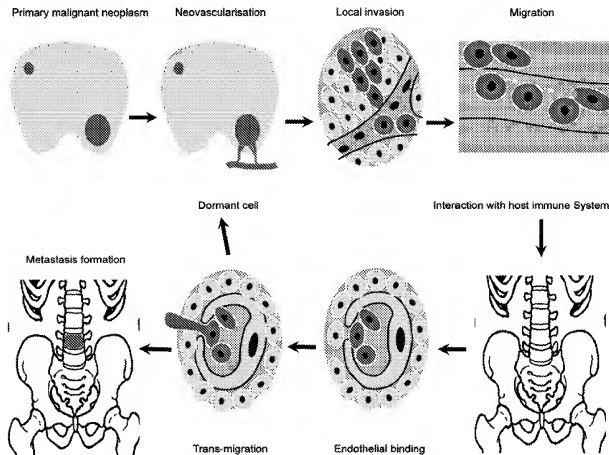 Primary malignant neoplasm
Neovascularisation
Local invasion
Migration
Dormant cell
Interaction with host immune System
Metastasis formation
Trans-migration
Endothelial binding